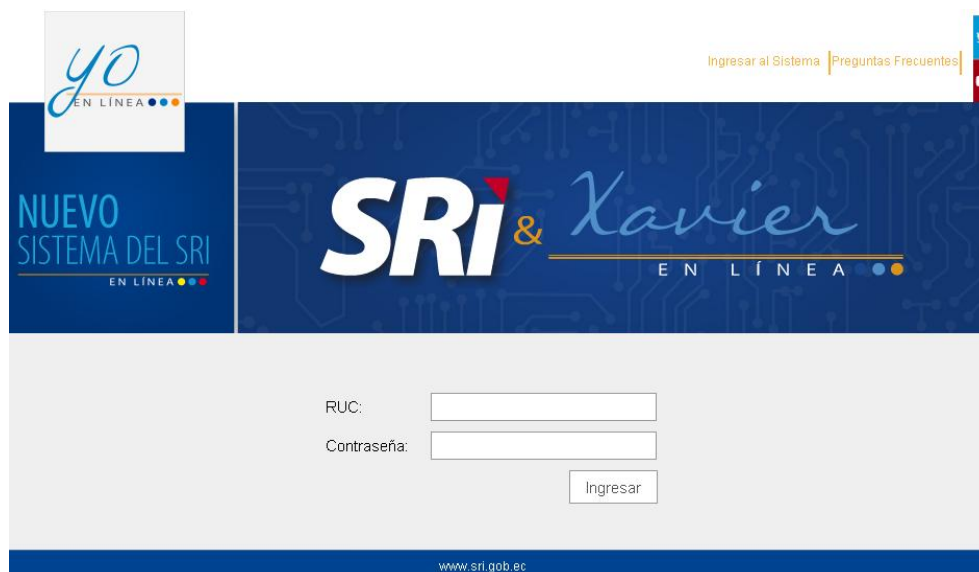 yo
EN LÍNEA
Ingresar al Sistema
Preguntas Frecuentes
NUEVO
SISTEMA DEL SRI
EN LÍNEA
SRi & Xavier
EN LÍNEA
RUC:
Contraseña:
Ingresar
www.sri.gob.ec